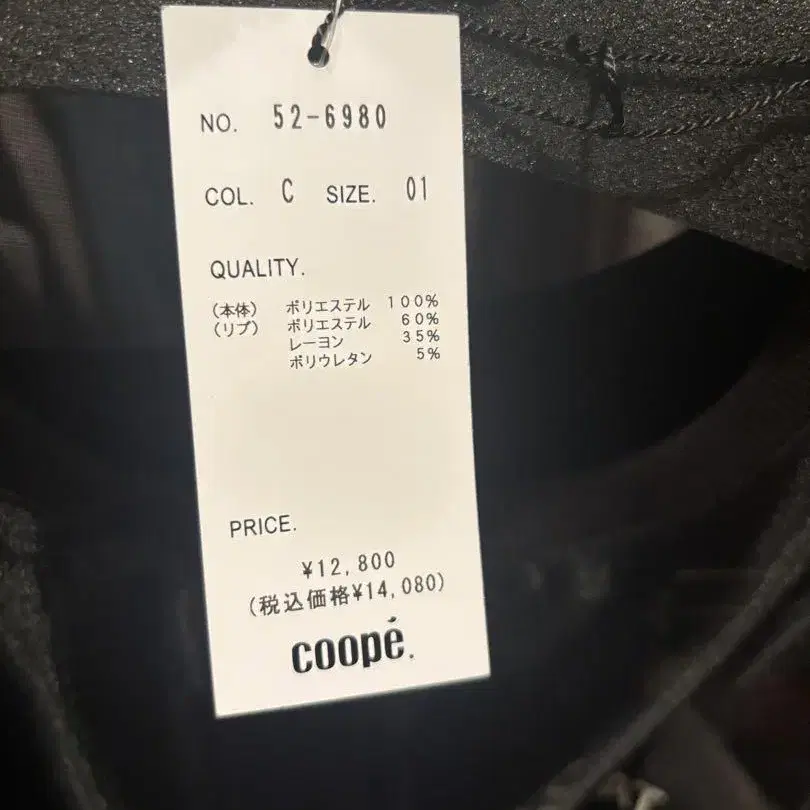 NO. 52-6980
COL. C SIZE. 01
QUALITY.
(本体) ポリエステル 100%
(リブ) ポリエステル 60%
レーヨン 35%
ポリウレタン 5%
PRICE.
¥12,800
(税込価格¥14,080)
coopé.